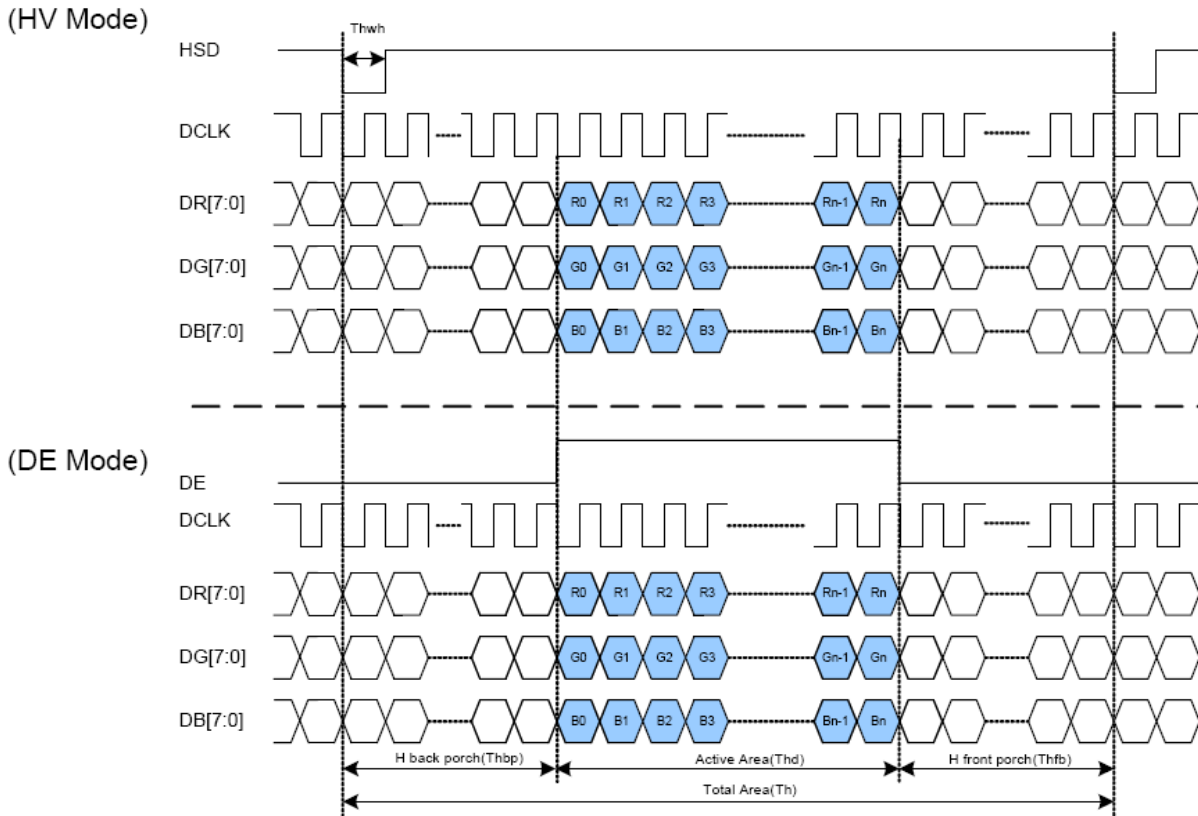 (HV Mode)
Thwh
HSD
DCLK
DR[7:0] R0 R1 R2 R3 Rn-1 Rn
DG[7:0] G0 G1 G2 G3 Gn-1 Gn
DB[7:0] B0 B1 B2 B3 Bn-1 Bn
(DE Mode)
DE
DCLK
DR[7:0] R0 R1 R2 R3 Rn-1 Rn
DG[7:0] G0 G1 G2 G3 Gn-1 Gn
DB[7:0] B0 B1 B2 B3 Bn-1 Bn
H back porch(Thbp) Active Area(Thd) H front porch(Thfb)
Total Area(Th)